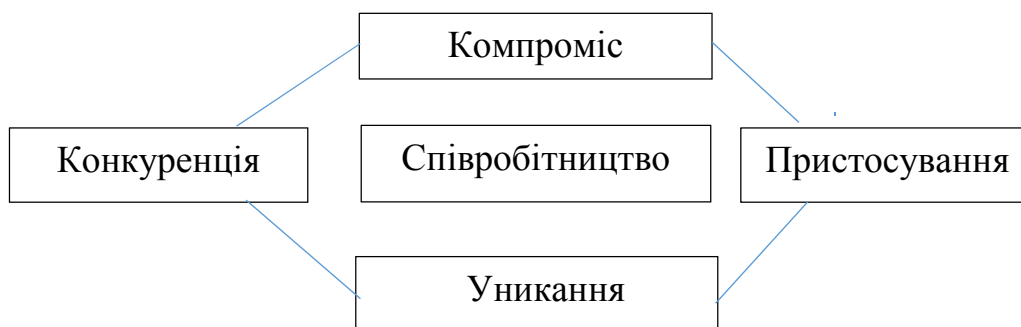 Компроміс
Конкуренція
Співробітництво
Пристосування
Уникання